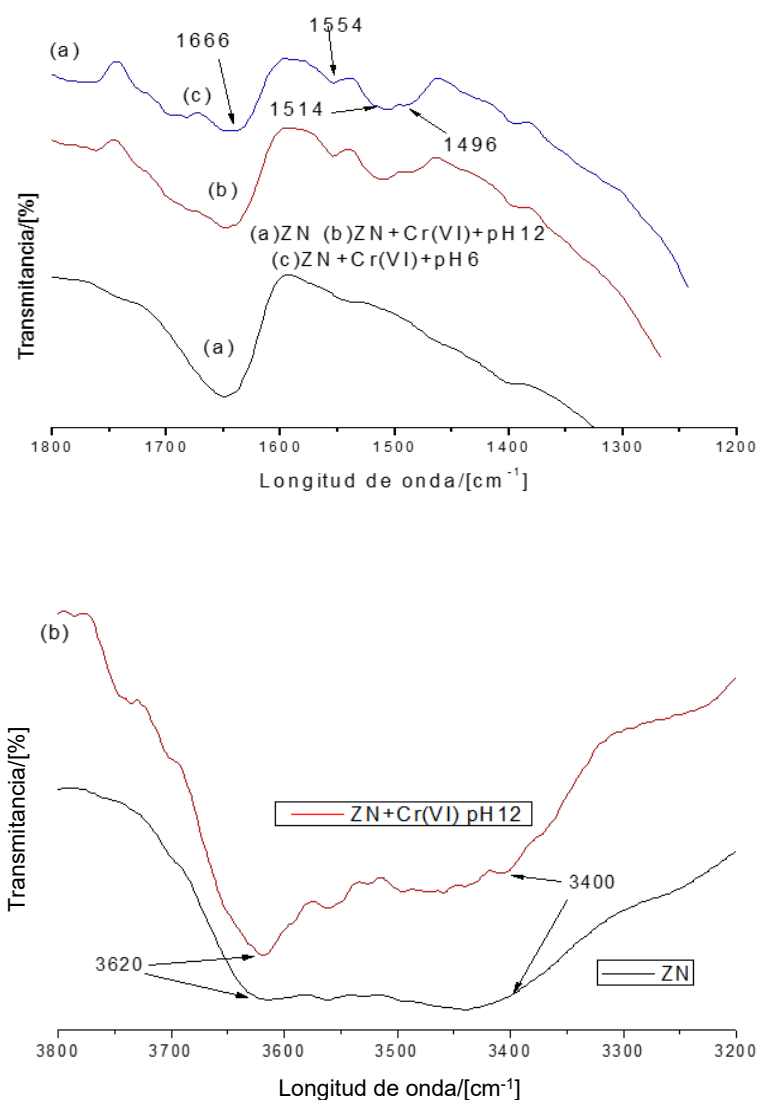 (a)
1666
1554
(c)
1514
1496
(b)
(a)ZN (b)ZN+Cr(VI)+pH12
(c)ZN+Cr(VI)+pH6
(a)
Transmitancia/[%]
1800 1700 1600 1500 1400 1300 1200
Longitud de onda/[cm⁻¹]
(b)
ZN+Cr(VI) pH12
3400
3620
ZN
Transmitancia/[%]
3800 3700 3600 3500 3400 3300 3200
Longitud de onda/[cm⁻¹]